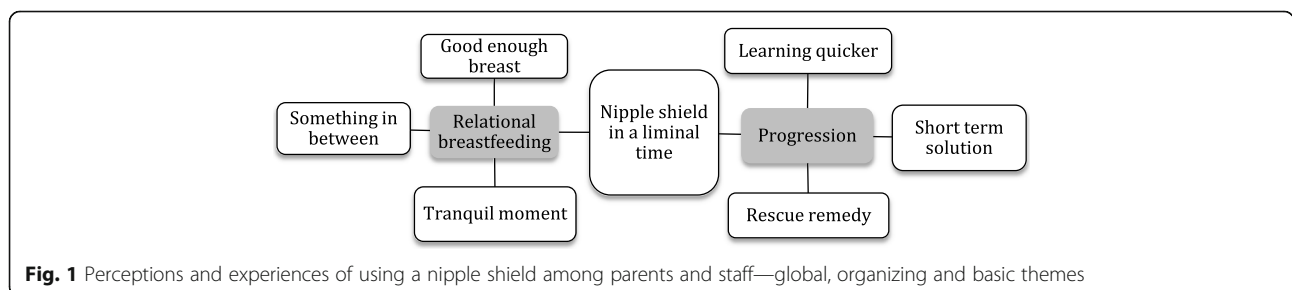 Good enough
breast
Learning quicker
Something in
between
Relational
breastfeeding
Nipple shield
in a liminal
time
Progression
Short term
solution
Tranquil moment
Rescue remedy
Fig. 1 Perceptions and experiences of using a nipple shield among parents and staff—global, organizing and basic themes